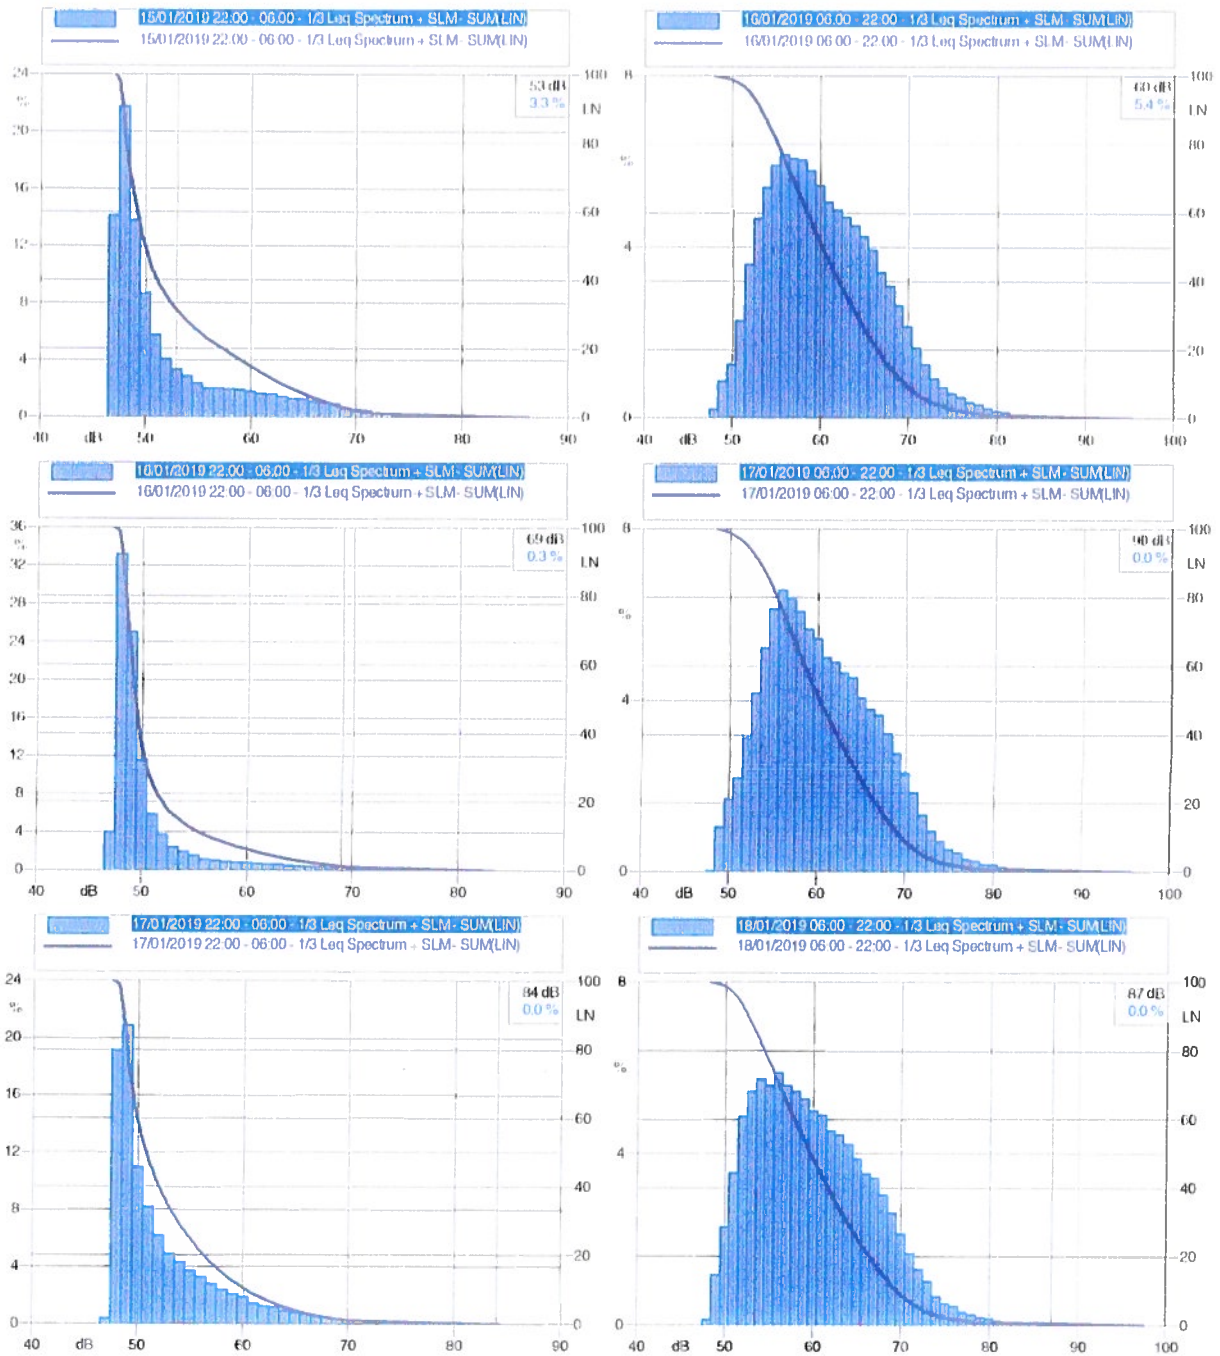 15/01/2019 22:00 - 06:00 - 1/3 Leq Spectrum + SLM - SUM(LIN)
15/01/2019 22:00 - 06:00 - 1/3 Leq Spectrum + SLM - SUM(LIN)
24
%
20
16
12
8
4
0
53 dB
3.3 %
100
LN
80
60
40
20
0
40 dB 50 60 70 80 90
16/01/2019 06:00 - 22:00 - 1/3 Leq Spectrum + SLM - SUM(LIN)
16/01/2019 06:00 - 22:00 - 1/3 Leq Spectrum + SLM - SUM(LIN)
8
%
4
0
60 dB
5.4 %
100
LN
80
60
40
20
0
40 dB 50 60 70 80 90 100
16/01/2019 22:00 - 06:00 - 1/3 Leq Spectrum + SLM - SUM(LIN)
16/01/2019 22:00 - 06:00 - 1/3 Leq Spectrum + SLM - SUM(LIN)
36
%
32
28
24
20
16
12
8
4
0
69 dB
0.3 %
100
LN
80
60
40
20
0
40 dB 50 60 70 80 90
17/01/2019 06:00 - 22:00 - 1/3 Leq Spectrum + SLM - SUM(LIN)
17/01/2019 06:00 - 22:00 - 1/3 Leq Spectrum + SLM - SUM(LIN)
8
%
4
0
90 dB
0.0 %
100
LN
80
60
40
20
0
40 dB 50 60 70 80 90 100
17/01/2019 22:00 - 06:00 - 1/3 Leq Spectrum + SLM - SUM(LIN)
17/01/2019 22:00 - 06:00 - 1/3 Leq Spectrum + SLM - SUM(LIN)
24
%
20
16
12
8
4
0
84 dB
0.0 %
100
LN
80
60
40
20
0
40 dB 50 60 70 80 90
18/01/2019 06:00 - 22:00 - 1/3 Leq Spectrum + SLM - SUM(LIN)
18/01/2019 06:00 - 22:00 - 1/3 Leq Spectrum + SLM - SUM(LIN)
8
%
4
0
87 dB
0.0 %
100
LN
80
60
40
20
0
40 dB 50 60 70 80 90 100